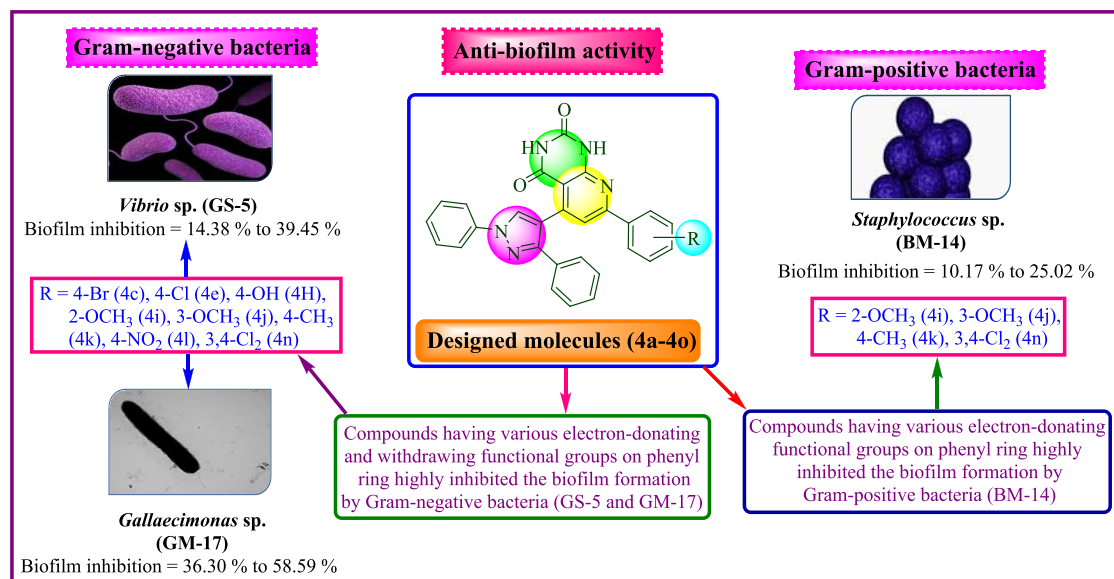 Gram-negative bacteria
Vibrio sp. (GS-5)
Biofilm inhibition = 14.38 % to 39.45 %
R = 4-Br (4c), 4-Cl (4e), 4-OH (4H),
2-OCH₃ (4i), 3-OCH₃ (4j), 4-CH₃
(4k), 4-NO₂ (4l), 3,4-Cl₂ (4n)
Gallaecimonas sp.
(GM-17)
Biofilm inhibition = 36.30 % to 58.59 %
Anti-biofilm activity
O
HN
NH
O
N
N
N
R
Designed molecules (4a-4o)
Compounds having various electron-donating
and withdrawing functional groups on phenyl
ring highly inhibited the biofilm formation
by Gram-negative bacteria (GS-5 and GM-17)
Gram-positive bacteria
Staphylococcus sp.
(BM-14)
Biofilm inhibition = 10.17 % to 25.02 %
R = 2-OCH₃ (4i), 3-OCH₃ (4j),
4-CH₃ (4k), 3,4-Cl₂ (4n)
Compounds having various electron-donating
functional groups on phenyl ring highly
inhibited the biofilm formation by
Gram-positive bacteria (BM-14)